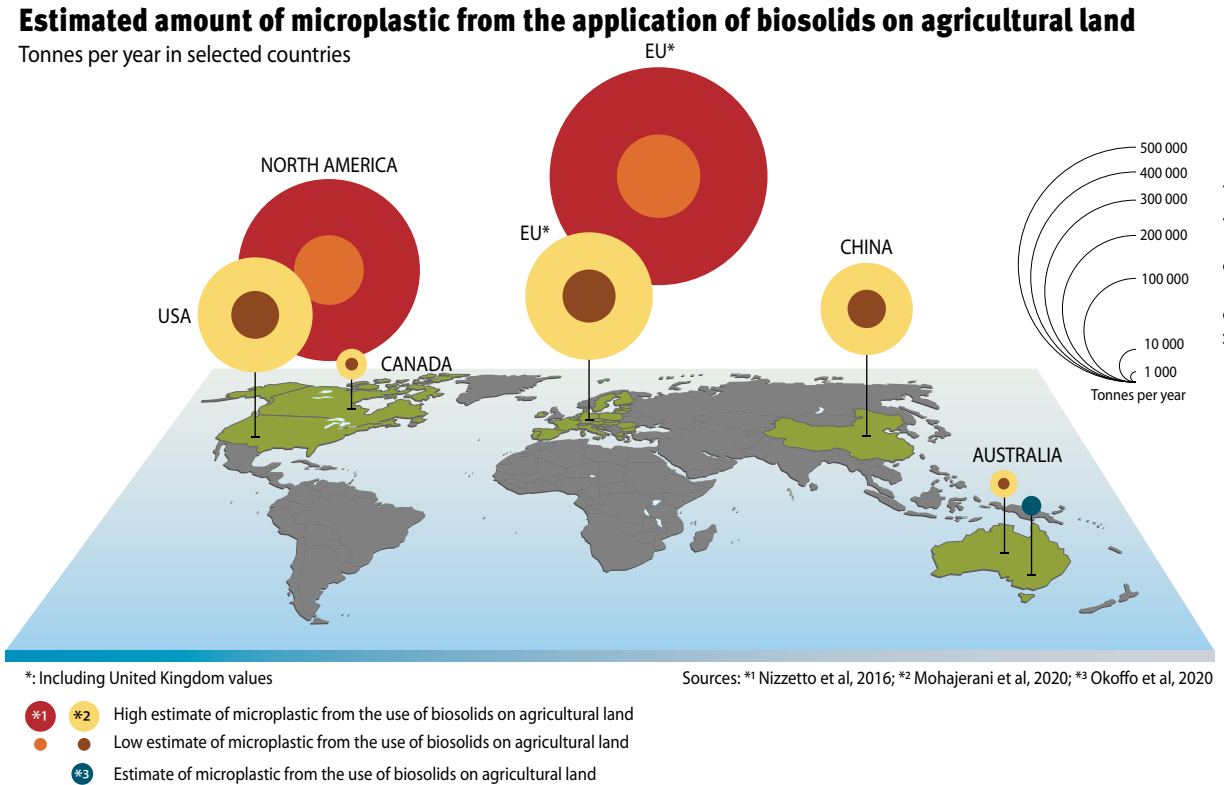 Estimated amount of microplastic from the application of biosolids on agricultural land
Tonnes per year in selected countries
EU*
NORTH AMERICA
EU*
CHINA
USA
CANADA
AUSTRALIA
500 000
400 000
300 000
200 000
100 000
10 000
1 000
Tonnes per year
*: Including United Kingdom values
Sources: *1 Nizzetto et al, 2016; *2 Mohajerani et al, 2020; *3 Okoffo et al, 2020
*1 *2 High estimate of microplastic from the use of biosolids on agricultural land
Low estimate of microplastic from the use of biosolids on agricultural land
*3 Estimate of microplastic from the use of biosolids on agricultural land